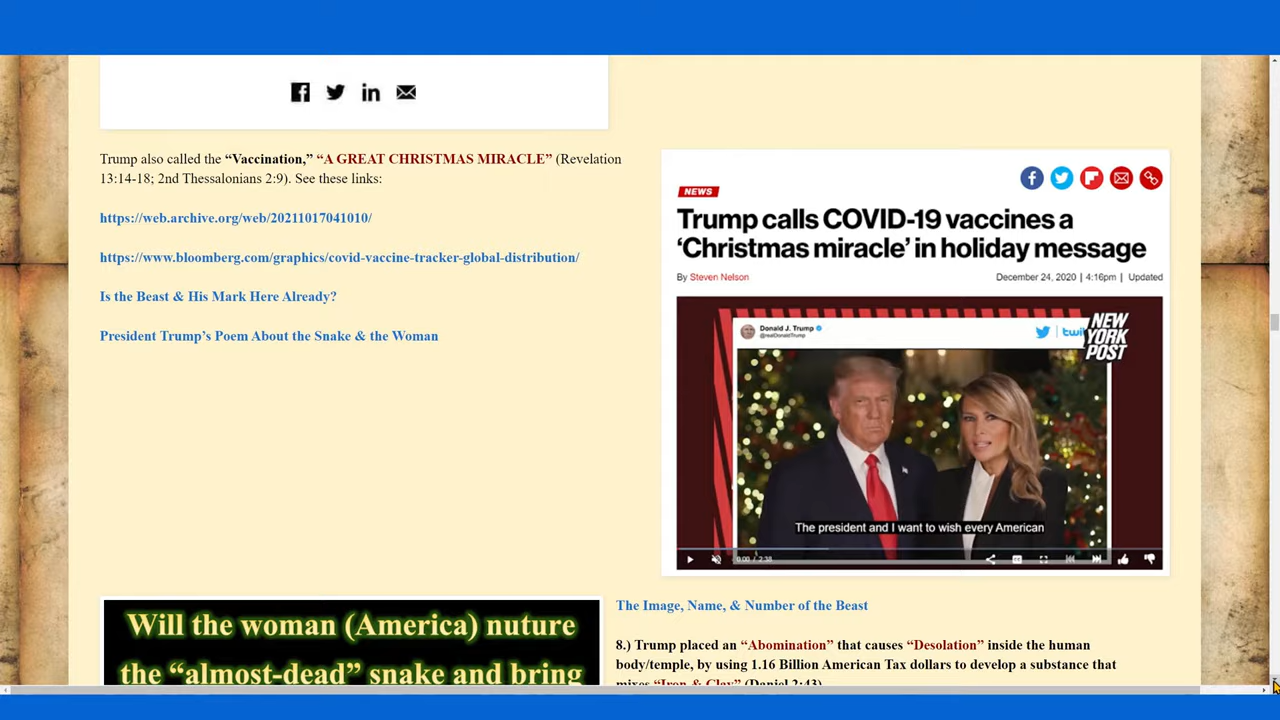 Trump also called the “Vaccination,” “A GREAT CHRISTMAS MIRACLE” (Revelation
13:14-18; 2nd Thessalonians 2:9). See these links:
https://web.archive.org/web/20211017041010/
https://www.bloomberg.com/graphics/covid-vaccine-tracker-global-distribution/
Is the Beast & His Mark Here Already?
President Trump’s Poem About the Snake & the Woman
NEWS
Trump calls COVID-19 vaccines a
‘Christmas miracle’ in holiday message
By Steven Nelson
December 24, 2020 | 4:16pm | Updated
Donald J. Trump
@realDonaldTrump
NEW
YORK
POST
The president and I want to wish every American
0:00 / 2:38
Will the woman (America) nuture
the “almost-dead” snake and bring
The Image, Name, & Number of the Beast
8.) Trump placed an “Abomination” that causes “Desolation” inside the human
body/temple, by using 1.16 Billion American Tax dollars to develop a substance that
mixes “Iron & Clay” (Daniel 2:43)